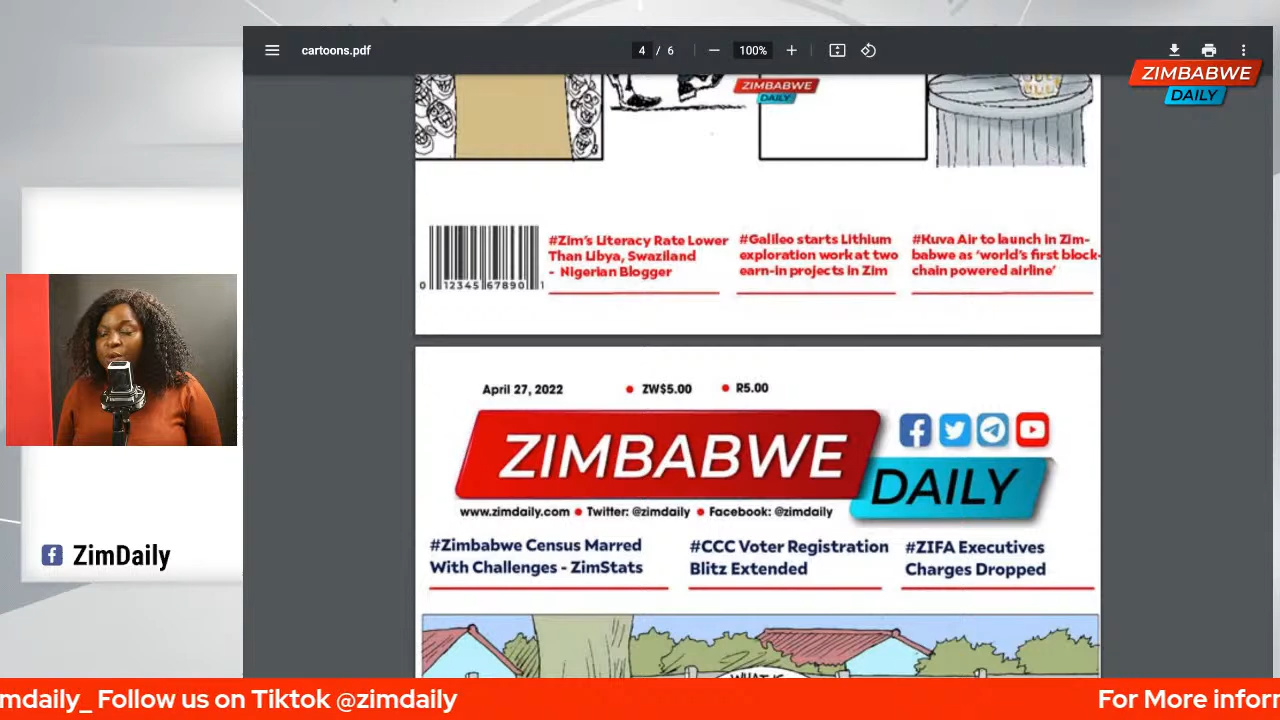 cartoons.pdf
4 / 6
100%
ZIMBABWE
DAILY
ZIMBABWE
DAILY
#Zim's Literacy Rate Lower
Than Libya, Swaziland
- Nigerian Blogger
#Galileo starts Lithium
exploration work at two
earn-in projects in Zim
#Kuva Air to launch in Zim-
babwe as 'world's first block-
chain powered airline'
0 12345 67890 1
April 27, 2022 • ZW$5.00 • R5.00
ZIMBABWE
DAILY
www.zimdaily.com • Twitter: @zimdaily • Facebook: @zimdaily
#Zimbabwe Census Marred
With Challenges - ZimStats
#CCC Voter Registration
Blitz Extended
#ZIFA Executives
Charges Dropped
WHAT IS
ZimDaily
mdaily_ Follow us on Tiktok @zimdaily
For More inform